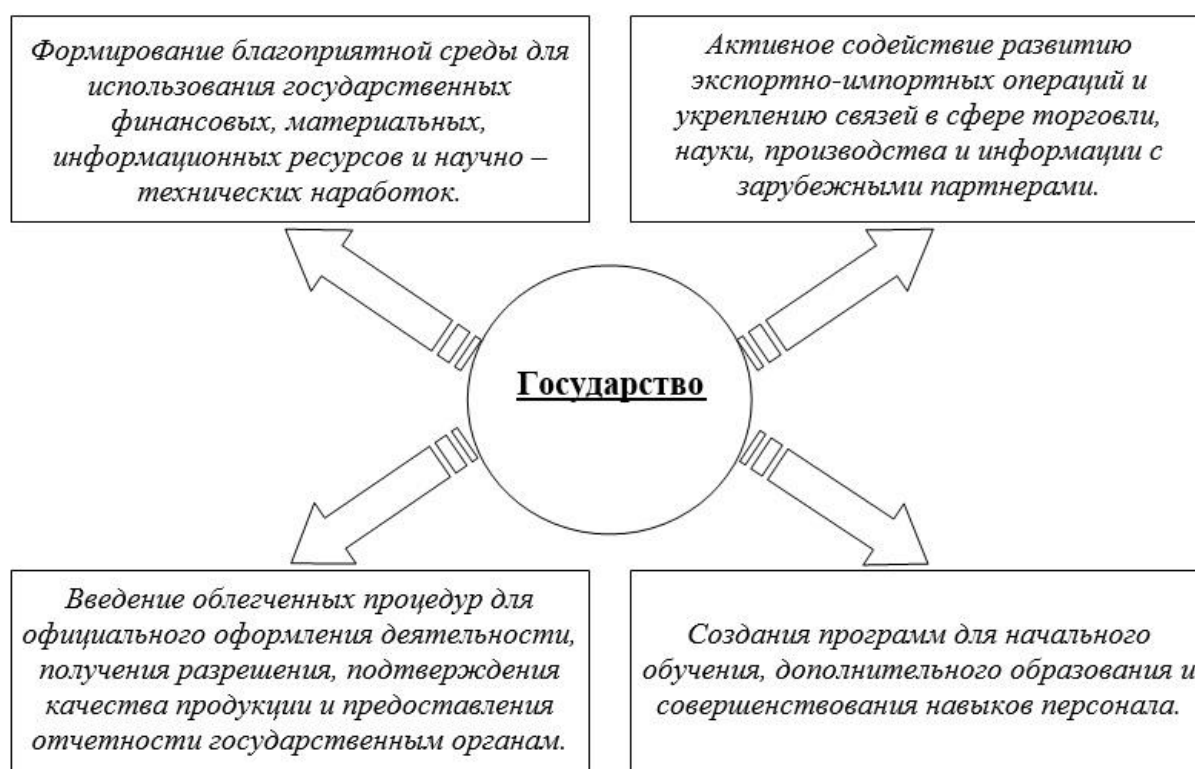 Формирование благоприятной среды для
использования государственных
финансовых, материальных,
информационных ресурсов и научно –
технических наработок.
Активное содействие развитию
экспортно-импортных операций и
укреплению связей в сфере торговли,
науки, производства и информации с
зарубежными партнерами.
Государство
Введение облегченных процедур для
официального оформления деятельности,
получения разрешения, подтверждения
качества продукции и предоставления
отчетности государственным органам.
Создания программ для начального
обучения, дополнительного образования и
совершенствования навыков персонала.